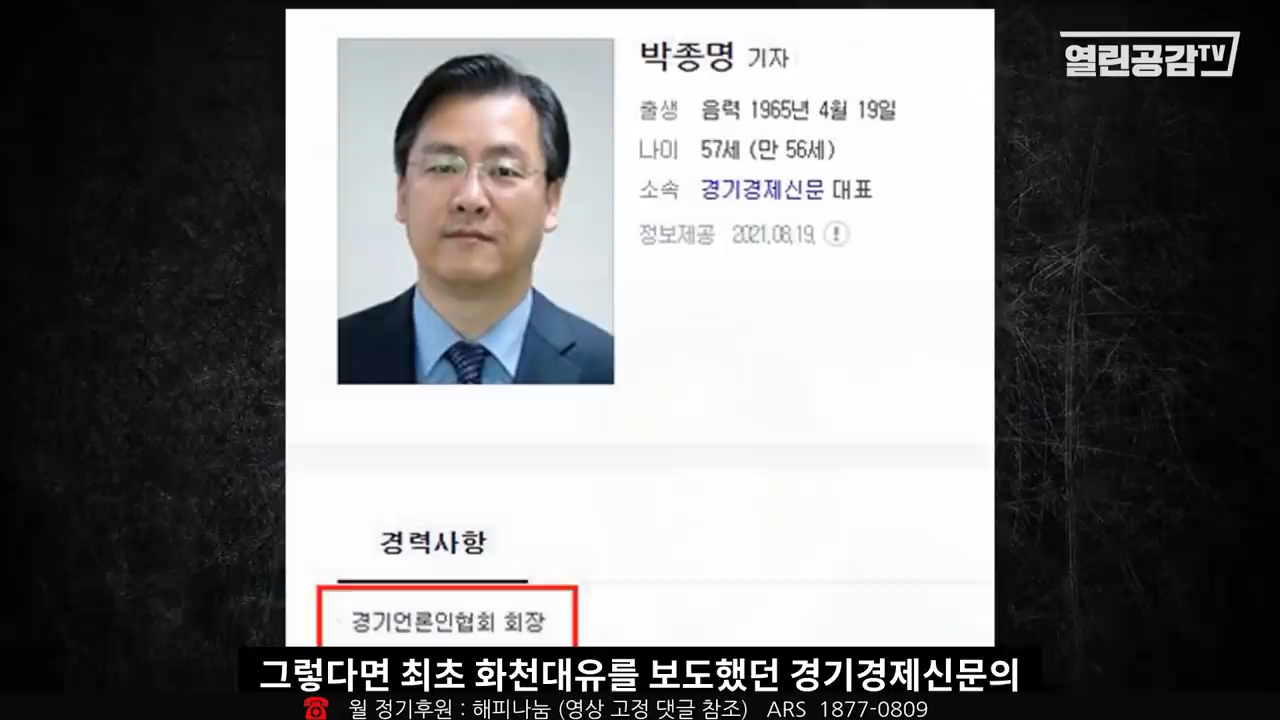 열린공감TV
박종명 기자
출생 음력 1965년 4월 19일
나이 57세 (만 56세)
소속 경기경제신문 대표
정보제공 2021.08.19.
경력사항
경기언론인협회 회장
그렇다면 최초 화천대유를 보도했던 경기경제신문의
월 정기후원 : 해피나눔 (영상 고정 댓글 참조) ARS 1877-0809